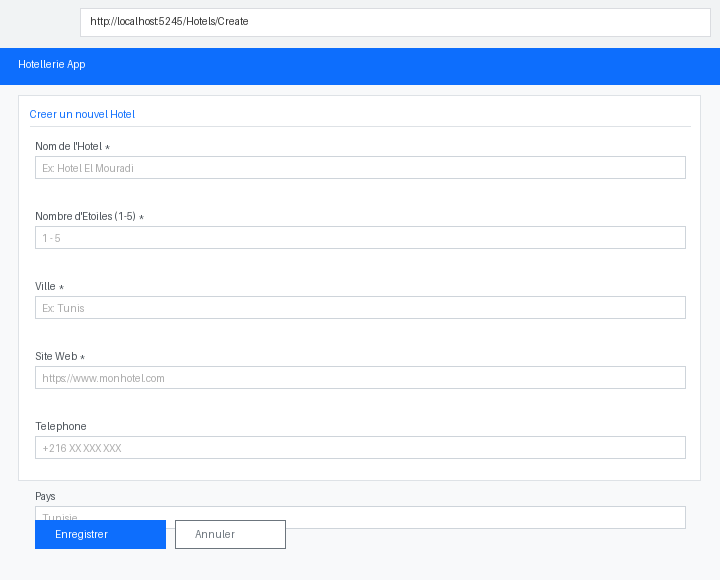 http://localhost:5245/Hotels/Create
Hotellerie App
Creer un nouvel Hotel
Nom de l'Hotel *
Ex: Hotel El Mouradi
Nombre d'Etoiles (1-5) *
1 - 5
Ville *
Ex: Tunis
Site Web *
https://www.monhotel.com
Telephone
+216 XX XXX XXX
Pays
Tunisie
Enregistrer
Annuler